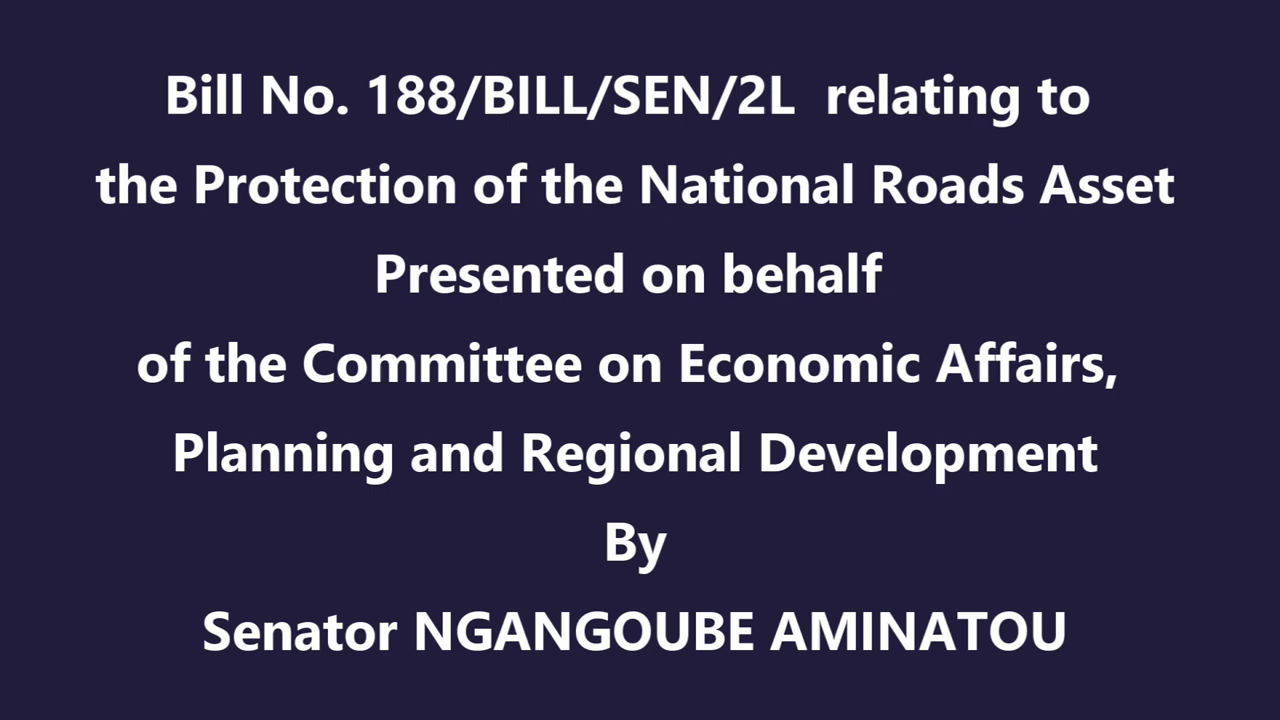 Bill No. 188/BILL/SEN/2L  relating to
the Protection of the National Roads Asset
Presented on behalf
of the Committee on Economic Affairs,
Planning and Regional Development
By
Senator NGANGOUBE AMINATOU